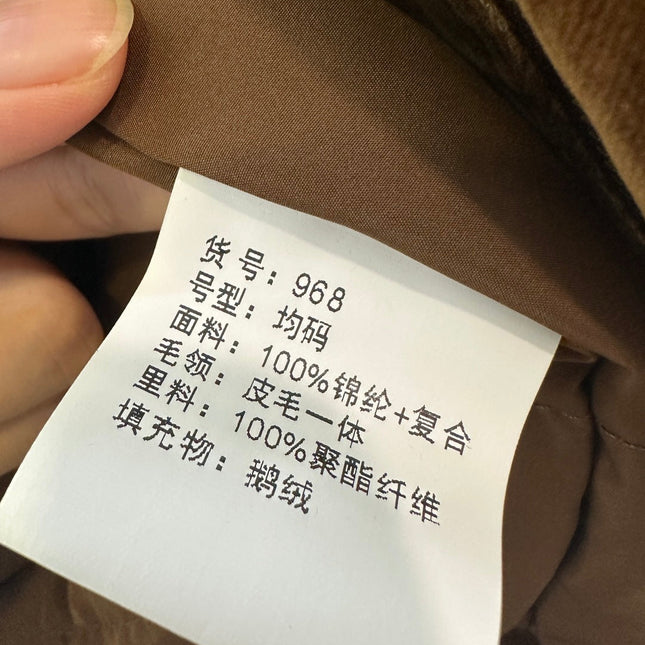 货号：968
号型：均码
面料：100%锦纶+复合
毛领：皮毛一体
里料：100%聚酯纤维
填充物：鹅绒